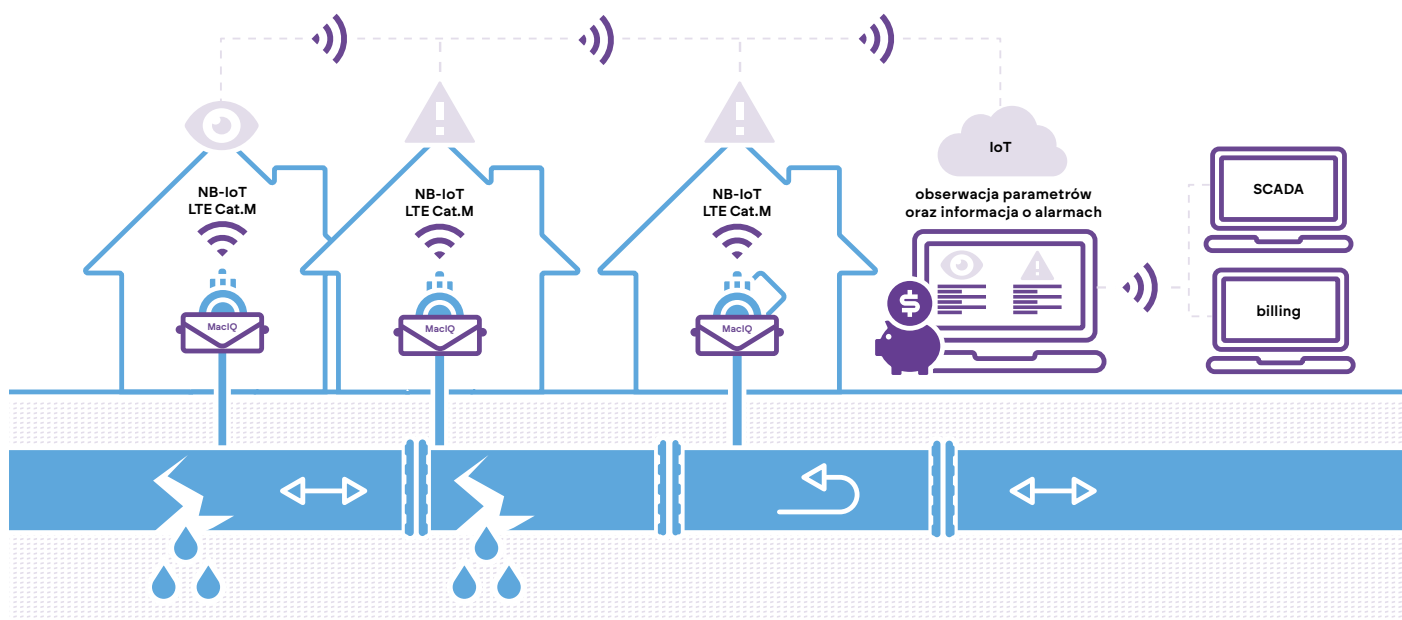 NB-IoT
LTE Cat.M
MacIQ
NB-IoT
LTE Cat.M
MacIQ
NB-IoT
LTE Cat.M
MacIQ
IoT
obserwacja parametrów
oraz informacja o alarmach
$
SCADA
billing